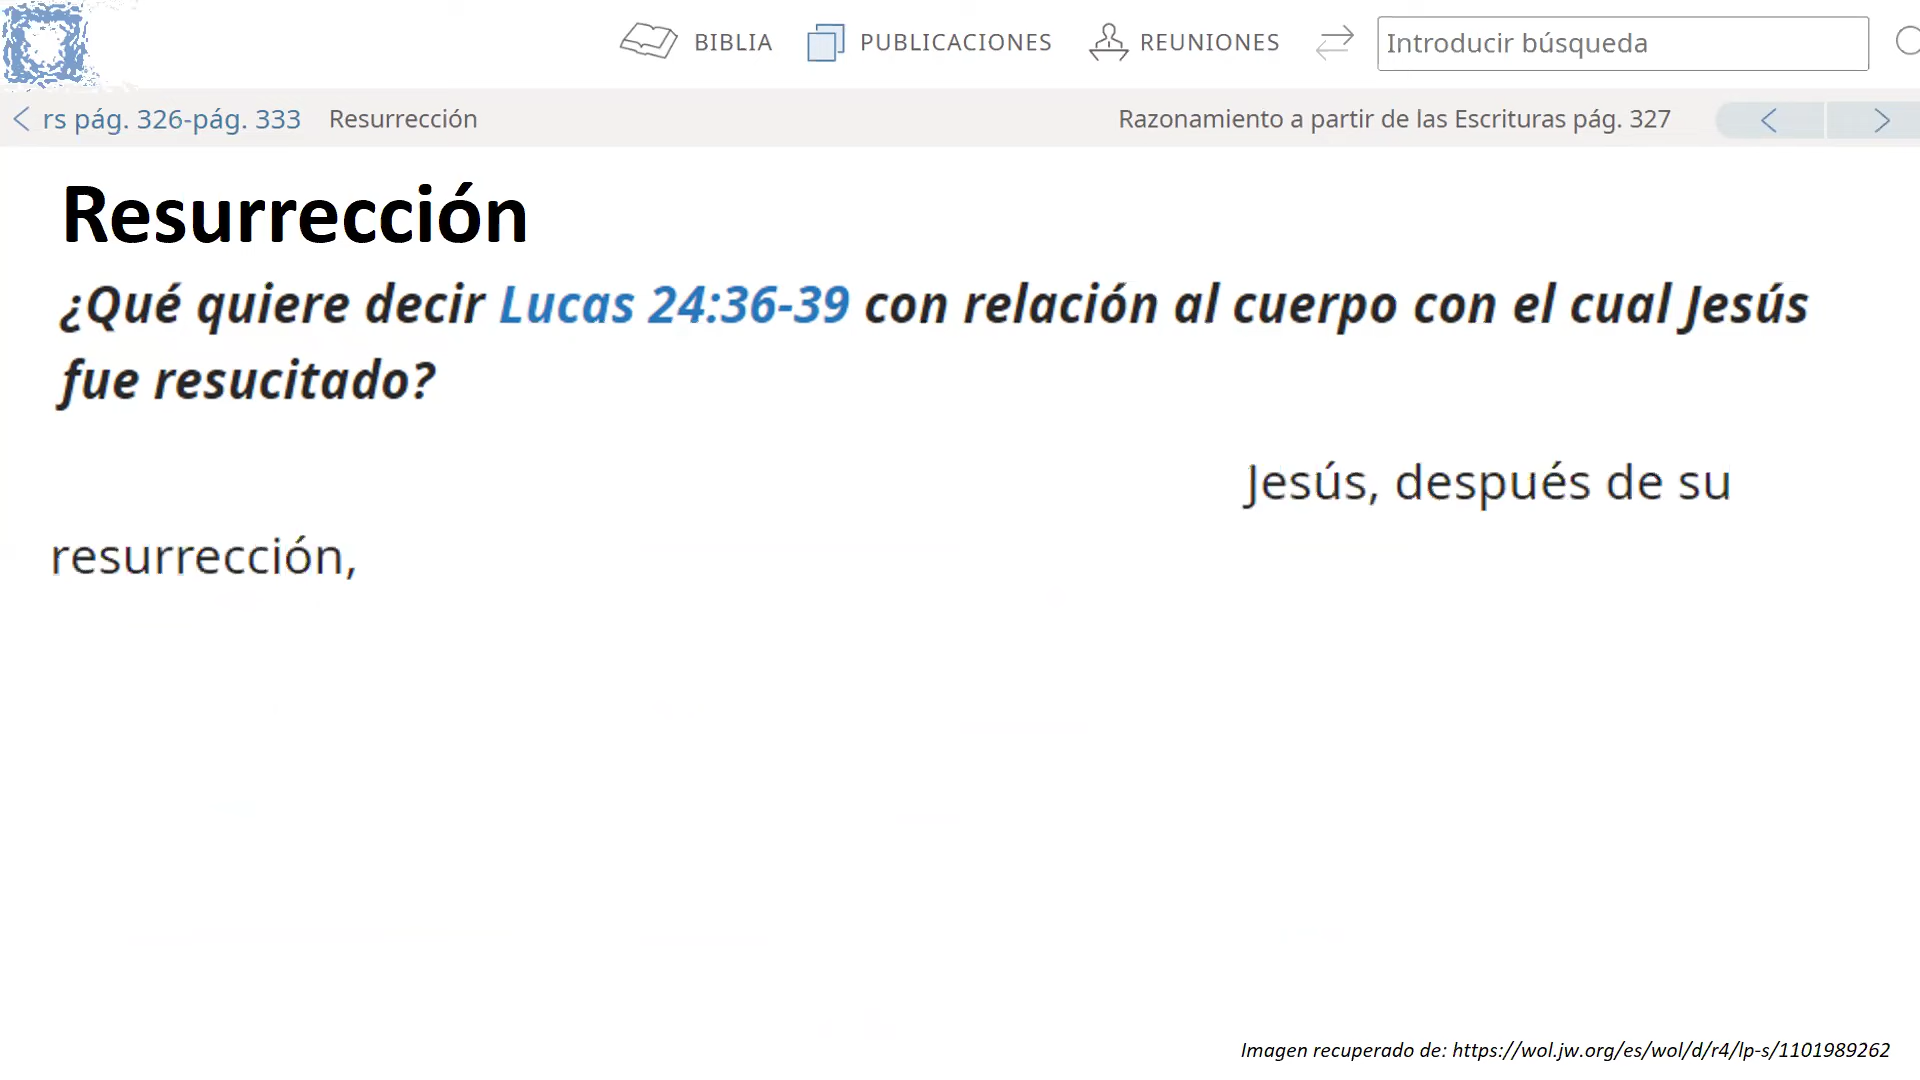 BIBLIA PUBLICACIONES REUNIONES Introducir búsqueda
rs pág. 326-pág. 333 Resurrección Razonamiento a partir de las Escrituras pág. 327
Resurrección
¿Qué quiere decir Lucas 24:36-39 con relación al cuerpo con el cual Jesús
fue resucitado?
Jesús, después de su
resurrección,
Imagen recuperado de: https://wol.jw.org/es/wol/d/r4/lp-s/1101989262